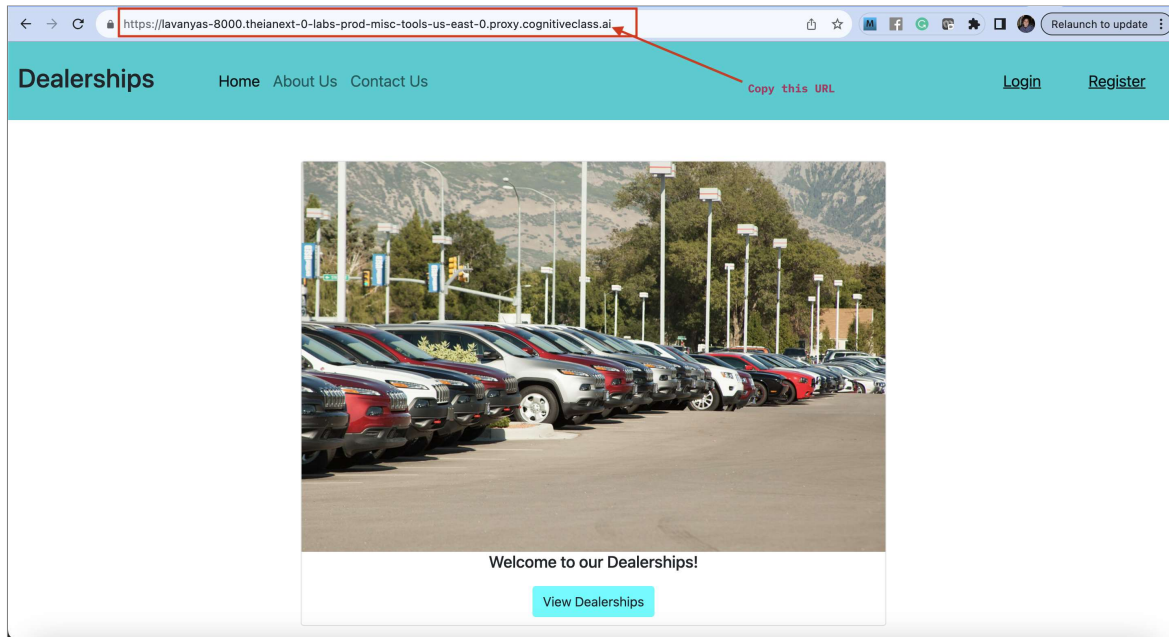 https://lavanyas-8000.theianext-0-labs-prod-misc-tools-us-east-0.proxy.cognitiveclass.ai
Relaunch to update
Dealerships
Home About Us Contact Us
Copy this URL
Login Register
Welcome to our Dealerships!
View Dealerships